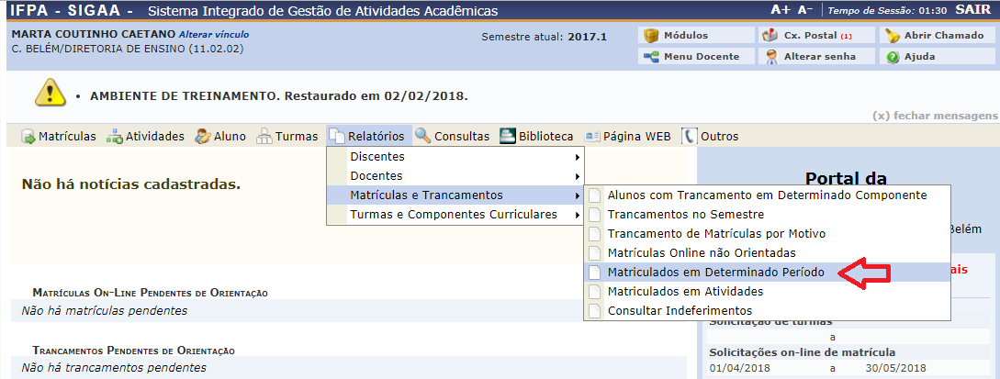 IFPA - SIGAA - Sistema Integrado de Gestão de Atividades Acadêmicas
A+ A- Tempo de Sessão: 01:30 SAIR
MARTA COUTINHO CAETANO Alterar vínculo
C. BELÉM/DIRETORIA DE ENSINO (11.02.02)
Semestre atual: 2017.1
Módulos
Cx. Postal (1)
Abrir Chamado
Menu Docente
Alterar senha
Ajuda
• AMBIENTE DE TREINAMENTO. Restaurado em 02/02/2018.
(x) fechar mensagens
Matrículas Atividades Aluno Turmas Relatórios Consultas Biblioteca Página WEB Outros
Discentes
Docentes
Matrículas e Trancamentos
Turmas e Componentes Curriculares
Alunos com Trancamento em Determinado Componente
Trancamentos no Semestre
Trancamento de Matrículas por Motivo
Matrículas Online não Orientadas
Matriculados em Determinado Período
Matriculados em Atividades
Consultar Indeferimentos
Não há notícias cadastradas.
Portal da
Belém
ais
Matrículas On-Line Pendentes de Orientação
Não há matrículas pendentes
Trancamentos Pendentes de Orientação
Não há trancamentos pendentes
Solicitação de turmas
a
Solicitações on-line de matrícula
01/04/2018 a 30/05/2018